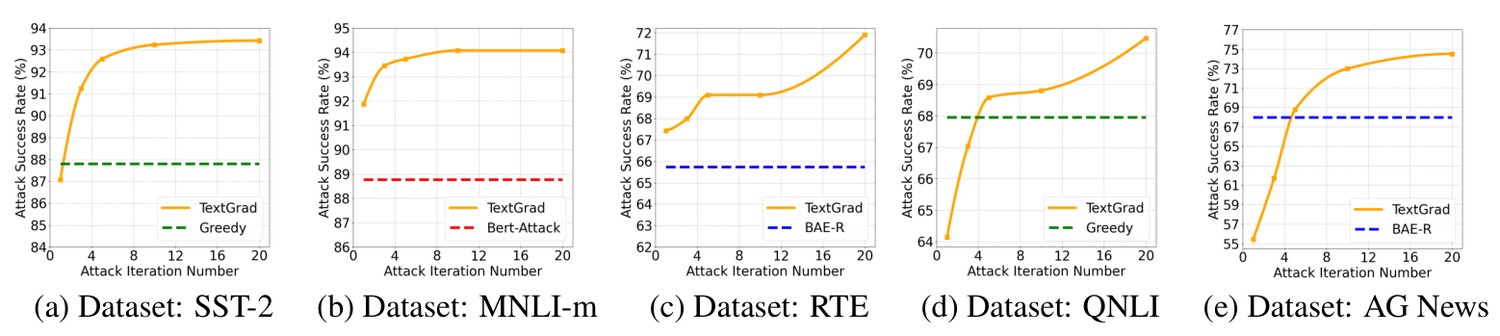 Attack Success Rate (%)
94
93
92
91
90
89
88
87
86
85
84
0 4 8 12 16 20
Attack Iteration Number
TextGrad
Greedy
(a) Dataset: SST-2
Attack Success Rate (%)
95
94
93
92
91
90
89
88
87
86
0 4 8 12 16 20
Attack Iteration Number
TextGrad
Bert-Attack
(b) Dataset: MNLI-m
Attack Success Rate (%)
72
71
70
69
68
67
66
65
64
63
62
0 4 8 12 16 20
Attack Iteration Number
TextGrad
BAE-R
(c) Dataset: RTE
Attack Success Rate (%)
70
69
68
67
66
65
64
0 4 8 12 16 20
Attack Iteration Number
TextGrad
Greedy
(d) Dataset: QNLI
Attack Success Rate (%)
77
75
73
71
69
67
65
63
61
59
57
55
0 4 8 12 16 20
Attack Iteration Number
TextGrad
BAE-R
(e) Dataset: AG News